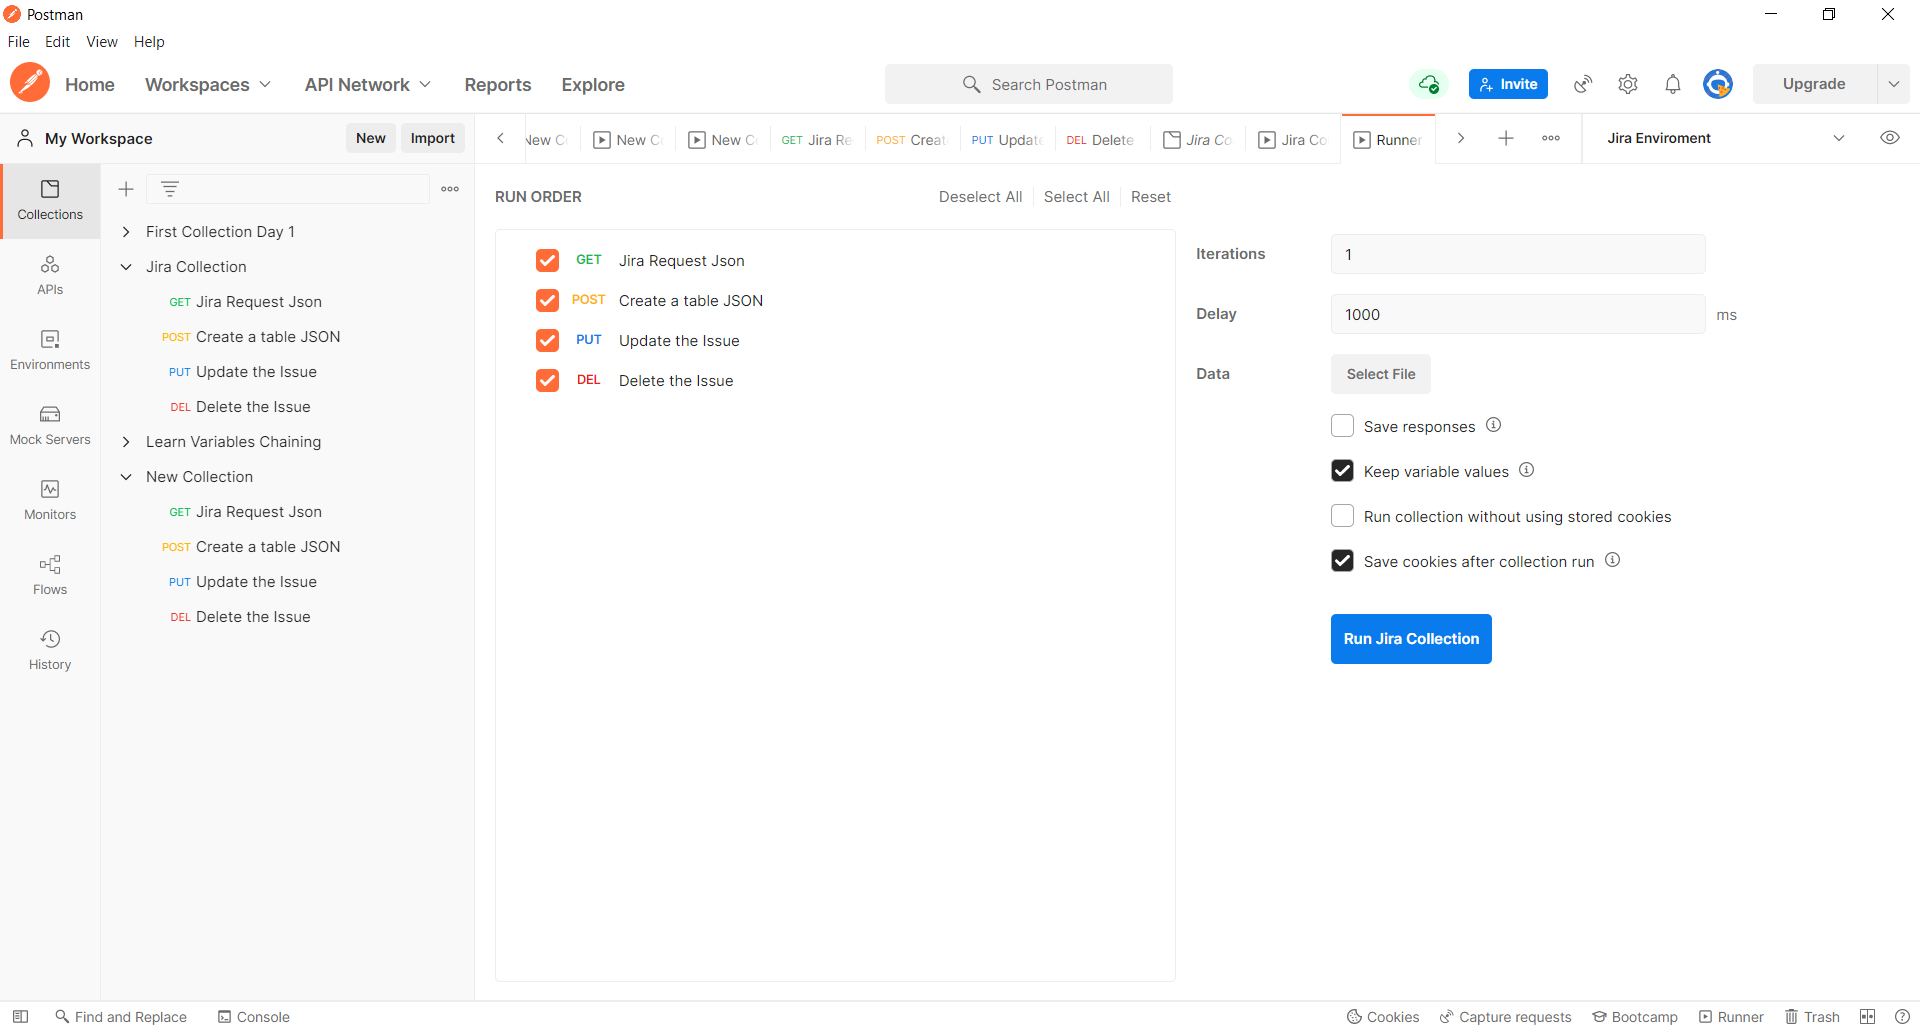 Postman
File Edit View Help
Home Workspaces API Network Reports Explore Search Postman Invite Upgrade
My Workspace New Import
New C New C Jira Re POST Creat PUT Updat DEL Delete Jira Co Jira Co Runner Jira Enviroment
GET
Collections
APIs
Environments
Mock Servers
Monitors
Flows
History
First Collection Day 1
Jira Collection
GET Jira Request Json
POST Create a table JSON
PUT Update the Issue
DEL Delete the Issue
Learn Variables Chaining
New Collection
GET Jira Request Json
POST Create a table JSON
PUT Update the Issue
DEL Delete the Issue
RUN ORDER Deselect All Select All Reset
GET Jira Request Json
POST Create a table JSON
PUT Update the Issue
DEL Delete the Issue
Iterations 1
Delay 1000 ms
Data Select File
Save responses
Keep variable values
Run collection without using stored cookies
Save cookies after collection run
Run Jira Collection
Find and Replace Console Cookies Capture requests Bootcamp Runner Trash